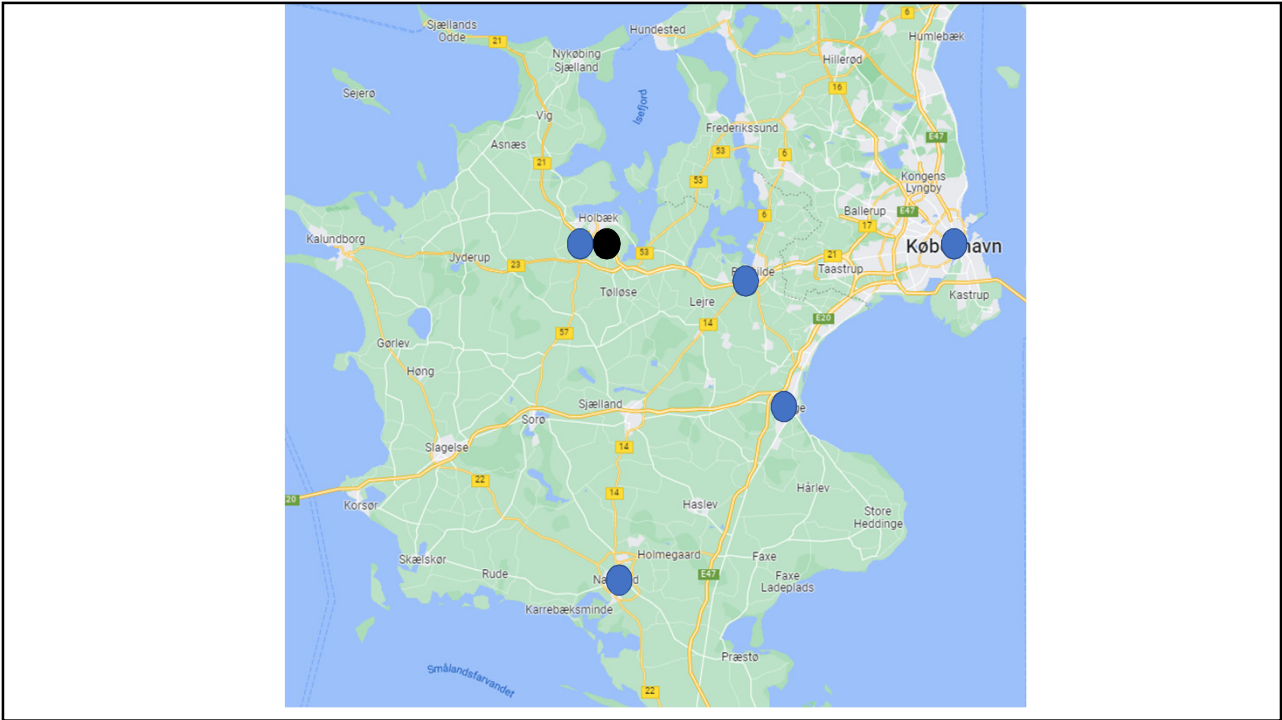 Sjællands
Odde
21
6
Hundested
Humlebæk
Nykøbing
Sjælland
Hillerød
16
Sejerø
Isefjord
Vig
Frederikssund
E47
Asnæs
53
6
21
Kongens
Lyngby
53
Ballerup
E47
Holbæk
6
17
Kalundborg
53
21
Jyderup
23
Taastrup
Kastrup
Tølløse
Lejre
14
E20
57
Gørlev
Høng
Sjælland
Sorø
Slagelse
14
22
14
Hårlev
20
Korsør
Haslev
Store
Heddinge
Skælskør
Holmegaard
Faxe
Rude
E47
Faxe
Ladeplads
Karrebæksminde
Præstø
Smålandsfarvandet
22